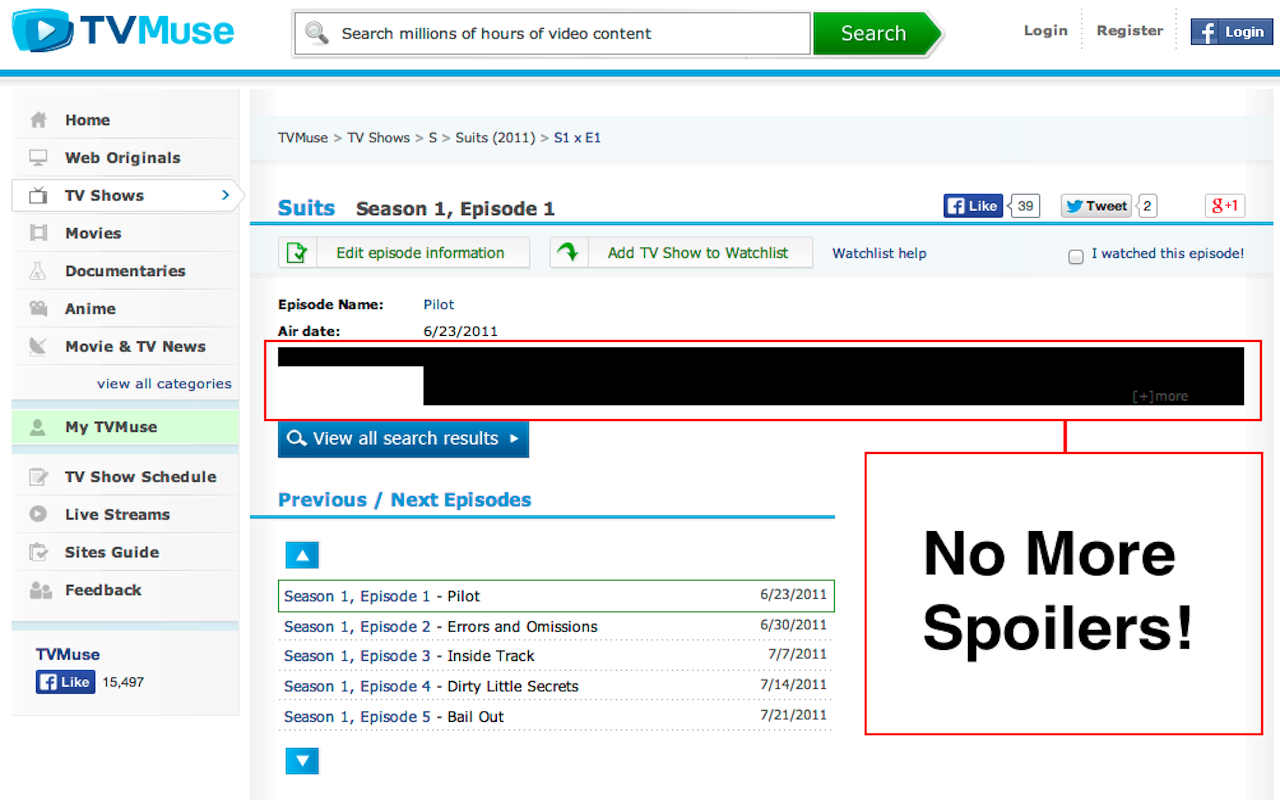 TVMuse
Search millions of hours of video content
Search
Login
Register
f Login
Home
Web Originals
TV Shows
Movies
Documentaries
Anime
Movie & TV News
view all categories
My TVMuse
TV Show Schedule
Live Streams
Sites Guide
Feedback
TVMuse
f Like 15,497
TVMuse > TV Shows > S > Suits (2011) > S1 x E1
Suits Season 1, Episode 1
f Like 39
Tweet 2
g+1
Edit episode information
Add TV Show to Watchlist
Watchlist help
I watched this episode!
Episode Name: Pilot
Air date: 6/23/2011
[+]more
View all search results
Previous / Next Episodes
Season 1, Episode 1 - Pilot 6/23/2011
Season 1, Episode 2 - Errors and Omissions 6/30/2011
Season 1, Episode 3 - Inside Track 7/7/2011
Season 1, Episode 4 - Dirty Little Secrets 7/14/2011
Season 1, Episode 5 - Bail Out 7/21/2011
No More
Spoilers!